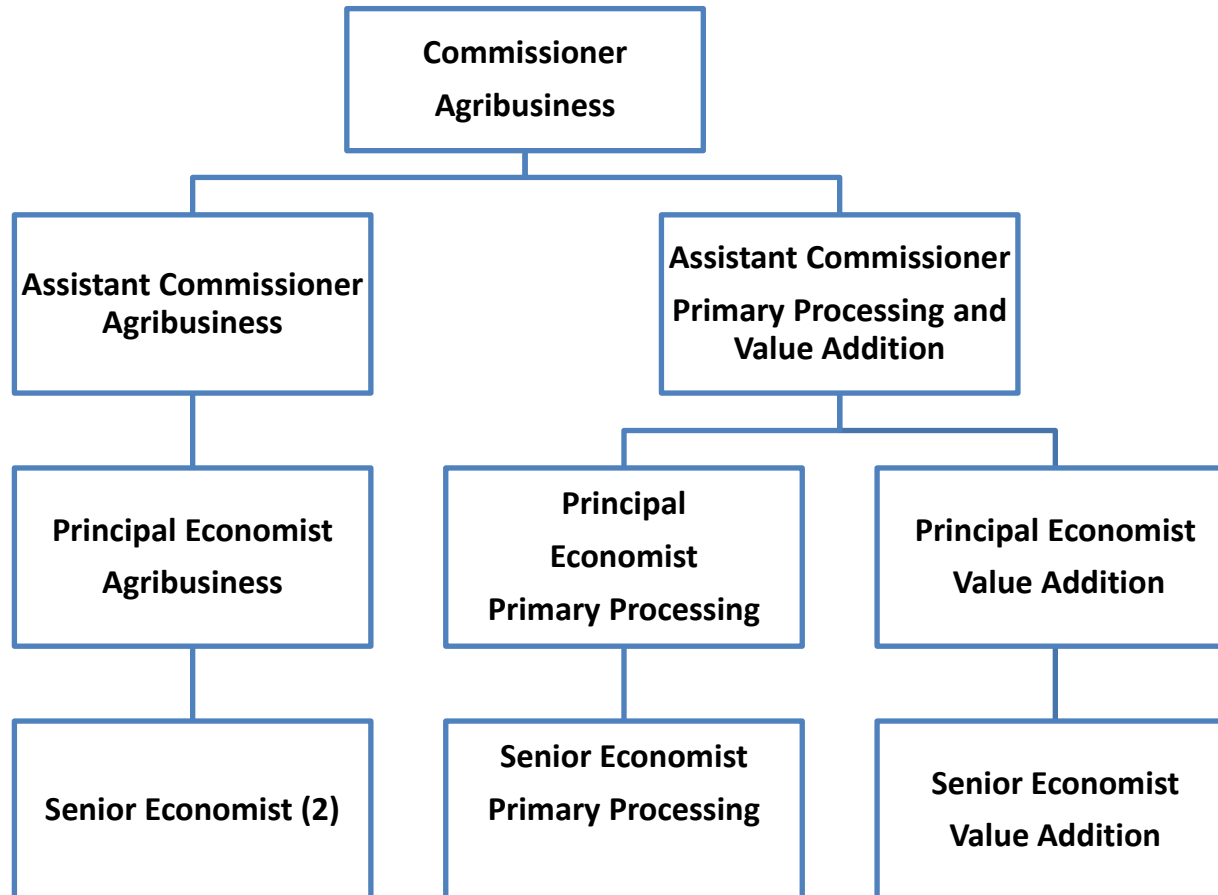 Commissioner
Agribusiness
Assistant Commissioner
Agribusiness
Assistant Commissioner
Primary Processing and
Value Addition
Principal Economist
Agribusiness
Principal
Economist
Primary Processing
Principal Economist
Value Addition
Senior Economist (2)
Senior Economist
Primary Processing
Senior Economist
Value Addition